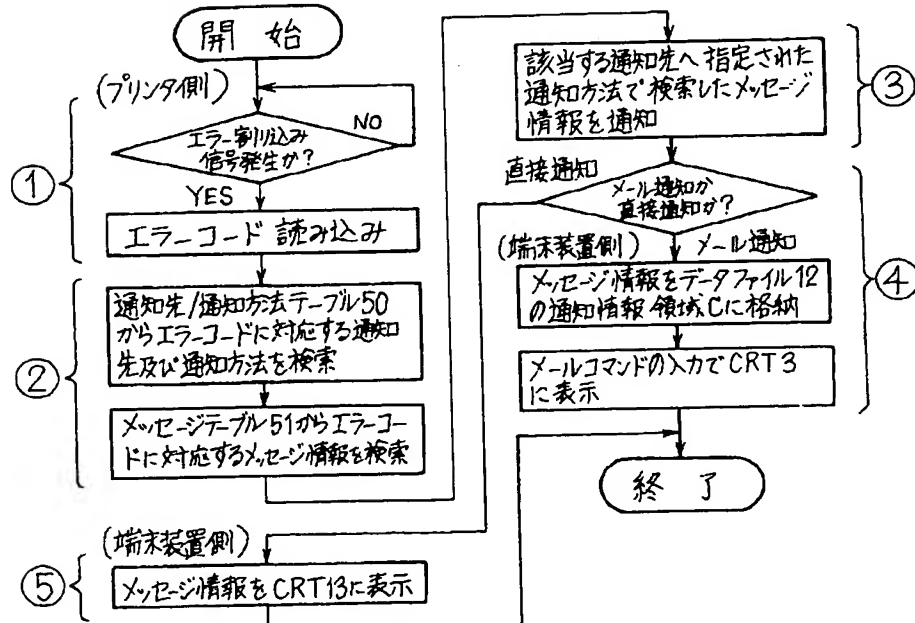 開 始
(プリンタ側)
エラー割り込み
信号発生か?
NO
YES
①
エラーコード 読み込み
②
通知先/通知方法テーブル50
からエラーコードに対応する通知
先及び通知方法を検索
メッセージテーブル51からエラーコー
ドに対応するメッセージ情報を検索
該当する通知先へ指定された
通知方法で検索したメッセージ
情報を通知
③
直接通知
メール通知か
直接通知か?
(端末装置側)
メール通知
④
メッセージ情報をデータファイル12
の通知情報領域Cに格納
メールコマンドの入力でCRT3
に表示
終 了
(端末装置側)
⑤
メッセージ情報をCRT13に表示